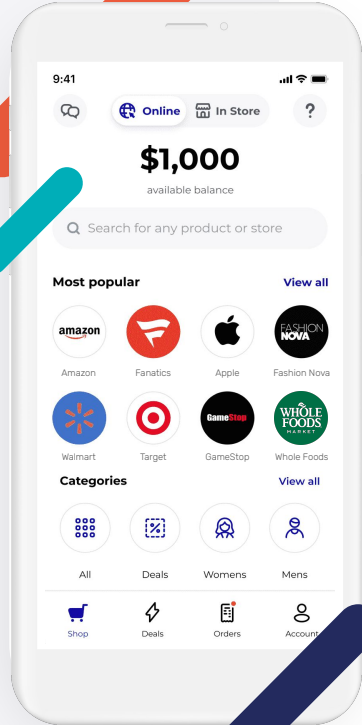 9:41
Online In Store ?
$1,000
available balance
Search for any product or store
Most popular View all
amazon FASHION
NOVA
Amazon Fanatics Apple Fashion Nova
GameStop WHOLE
FOODS
MARKET
Walmart Target GameStop Whole Foods
Categories View all
All Deals Womens Mens
Shop Deals Orders Account